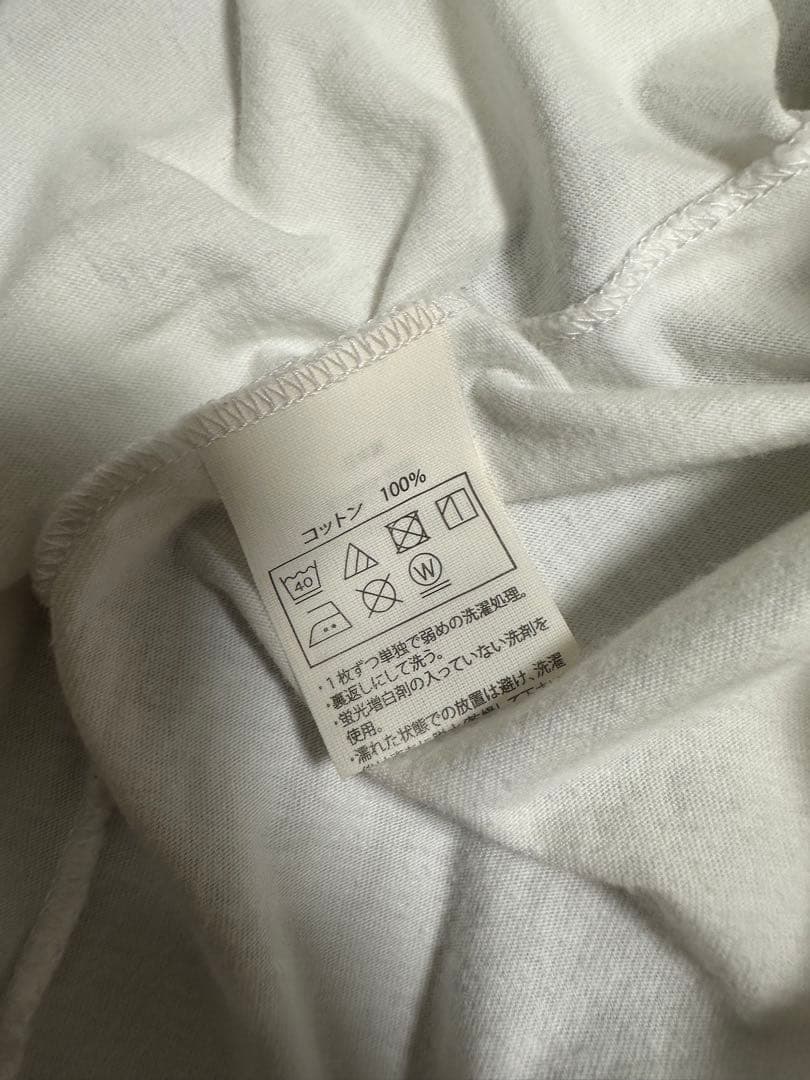 コットン 100%
40
W
・1枚ずつ単独で弱めの洗濯処理。
・裏返しにして洗う。
・蛍光増白剤の入っていない洗剤を
使用。
・濡れた状態での放置は避け、洗濯